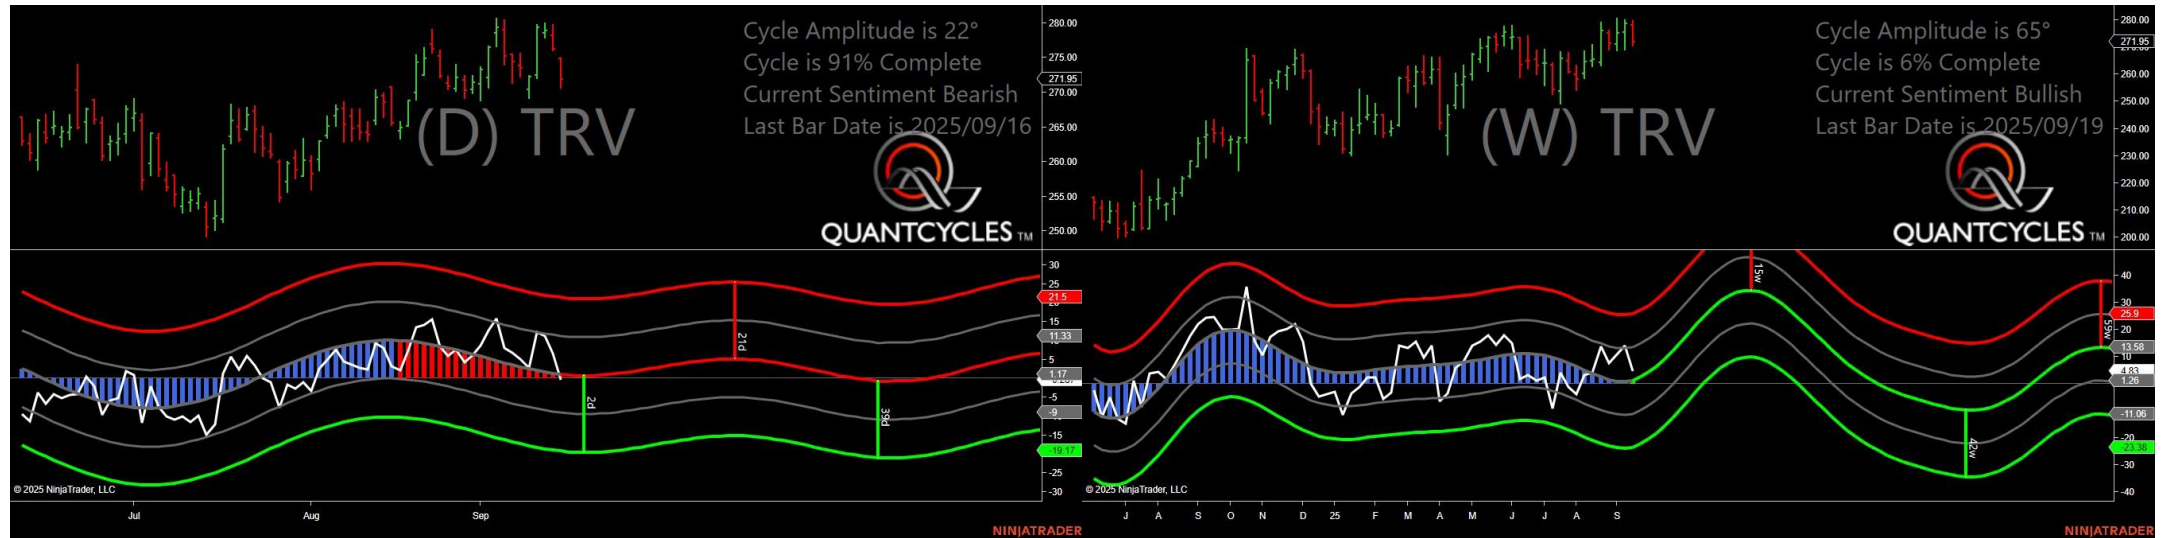 Cycle Amplitude is 22°
Cycle is 91% Complete
Current Sentiment Bearish
Last Bar Date is 2025/09/16
(D) TRV
QUANTCYCLES TM
280.00
275.00
271.95
270.00
265.00
260.00
255.00
250.00
30
25
21.5
15
11.33
5
1.17
-5
-9
-15
-19.17
-25
-30
2d
21d
39d
© 2025 NinjaTrader, LLC
Jul Aug Sep
NINJATRADER
Cycle Amplitude is 65°
Cycle is 6% Complete
Current Sentiment Bullish
Last Bar Date is 2025/09/19
(W) TRV
QUANTCYCLES TM
280.00
271.95
260.00
250.00
240.00
230.00
220.00
210.00
200.00
40
30
25.9
20
13.58
10
4.83
1.26
-11.06
-20
-23.38
-30
-40
15w
42w
59w
© 2025 NinjaTrader, LLC
J A S O N D 25 F M A M J J A S
NINJATRADER